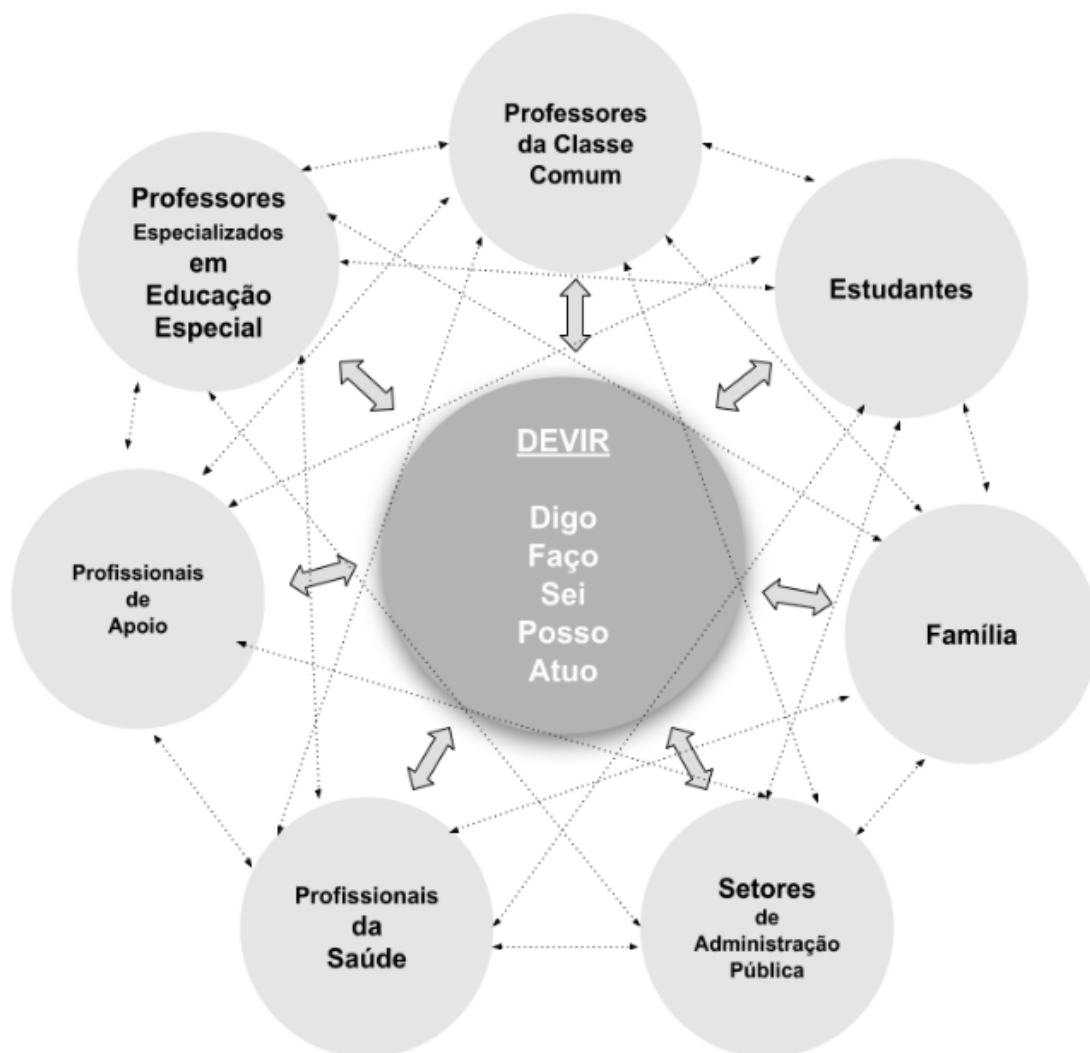 Professores
da Classe
Comum
Professores
Especializados
em
Educação
Especial
Estudantes
DEVIR
Digo
Faço
Sei
Posso
Atuo
Profissionais
de
Apoio
Família
Profissionais
da
Saúde
Setores
de
Administração
Pública